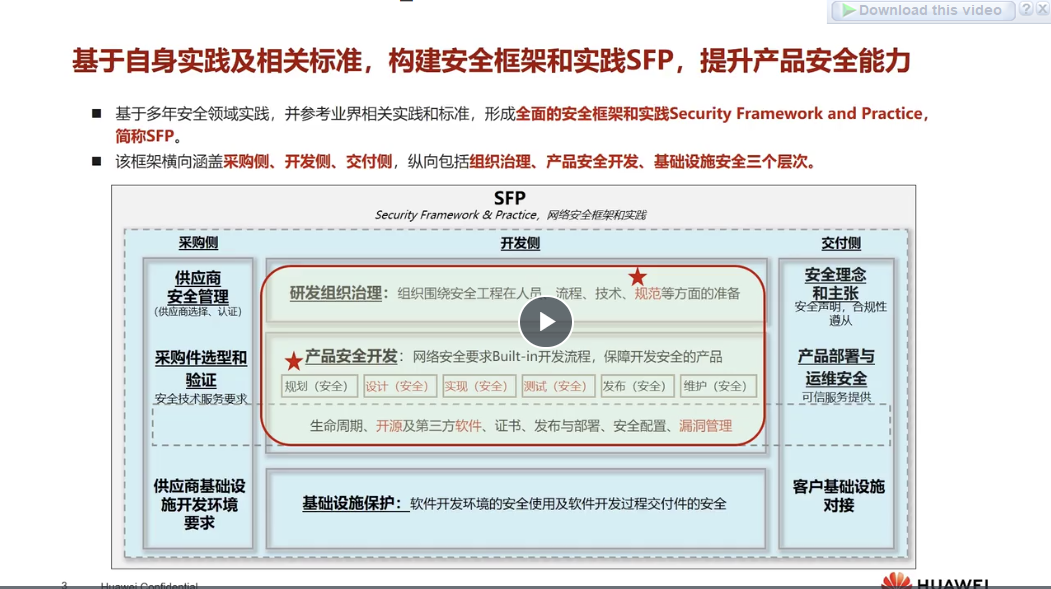 Download this video
基于自身实践及相关标准，构建安全框架和实践SFP，提升产品安全能力
■ 基于多年安全领域实践，并参考业界相关实践和标准，形成全面的安全框架和实践Security Framework and Practice，
简称SFP。
■ 该框架横向涵盖采购侧、开发侧、交付侧，纵向包括组织治理、产品安全开发、基础设施安全三个层次。
SFP
Security Framework & Practice，网络安全框架和实践
采购侧
供应商
安全管理
(供应商选择、认证)
采购件选型和
验证
安全技术服务要求
供应商基础设
施开发环境
要求
开发侧
研发组织治理：组织围绕安全工程在人员、流程、技术、规范等方面的准备
产品安全开发：网络安全要求Built-in开发流程，保障开发安全的产品
规划（安全） 设计（安全） 实现（安全） 测试（安全） 发布（安全） 维护（安全）
生命周期、开源及第三方软件、证书、发布与部署、安全配置、漏洞管理
基础设施保护：软件开发环境的安全使用及软件开发过程交付件的安全
交付侧
安全理念
和主张
安全声明，合规性
遵从
产品部署与
运维安全
可信服务提供
客户基础设施
对接
3 Huawei Confidential
HUAWEI